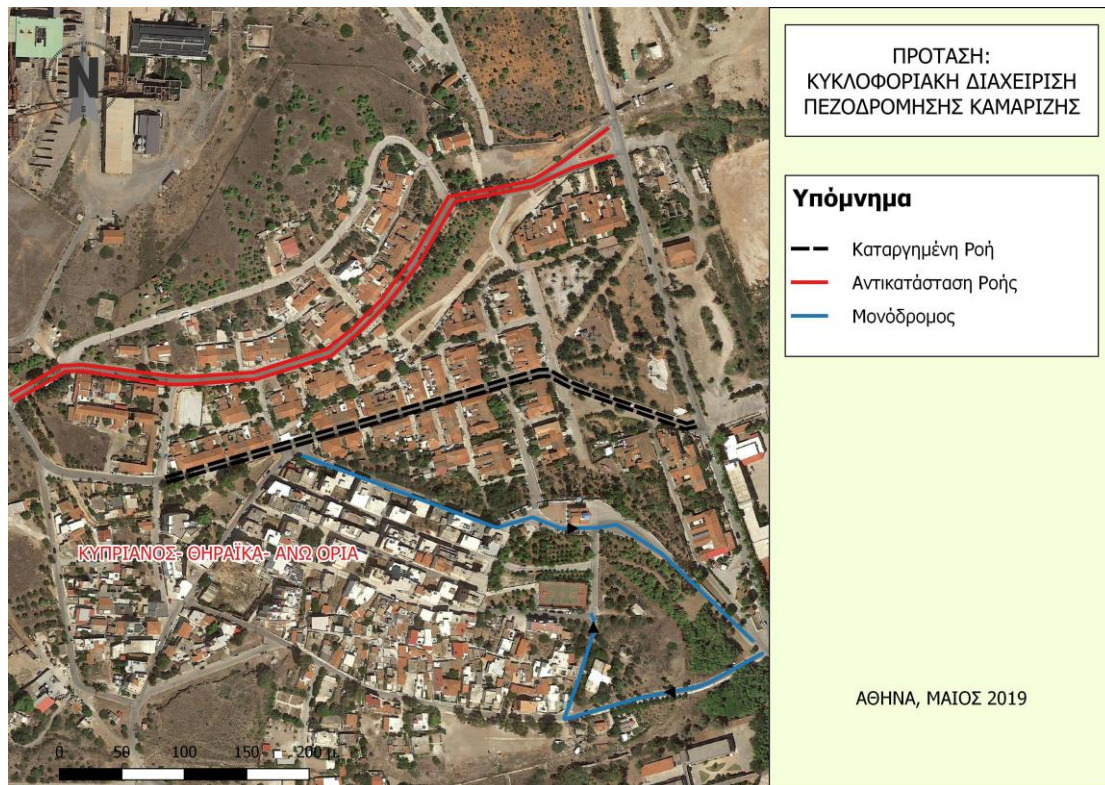 N
ΠΡΟΤΑΣΗ:
ΚΥΚΛΟΦΟΡΙΑΚΗ ΔΙΑΧΕΙΡΙΣΗ
ΠΕΖΟΔΡΟΜΗΣΗΣ ΚΑΜΑΡΙΖΗΣ
Υπόμνημα
Καταργημένη Ροή
Αντικατάσταση Ροής
Μονόδρομος
ΚΥΠΡΙΑΝΟΣ- ΘΗΡΑΪΚΑ- ΑΝΩ ΟΡΙΑ
ΑΘΗΝΑ, ΜΑΙΟΣ 2019
0 50 100 150 200 μ.